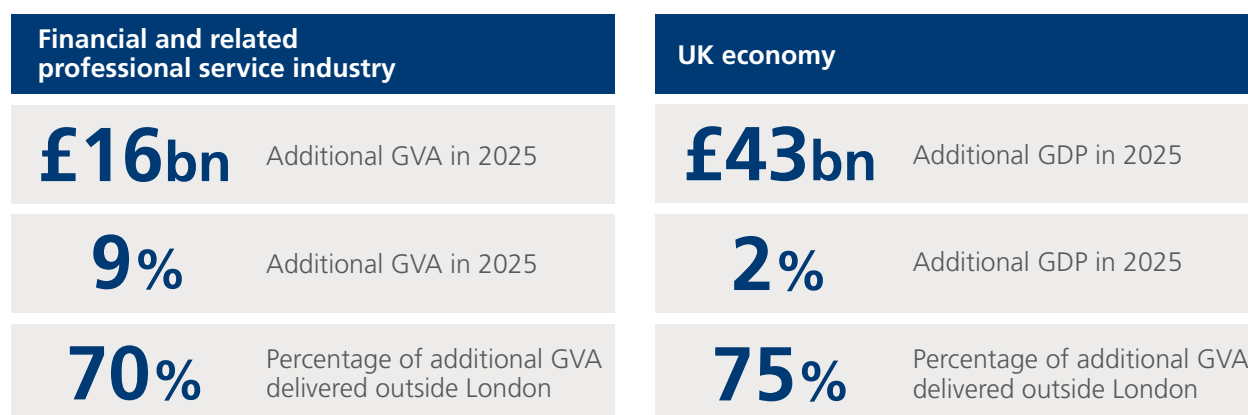 Financial and related
professional service industry
£16bn
Additional GVA in 2025
9%
Additional GVA in 2025
70%
Percentage of additional GVA
delivered outside London
UK economy
£43bn
Additional GDP in 2025
2%
Additional GDP in 2025
75%
Percentage of additional GVA
delivered outside London